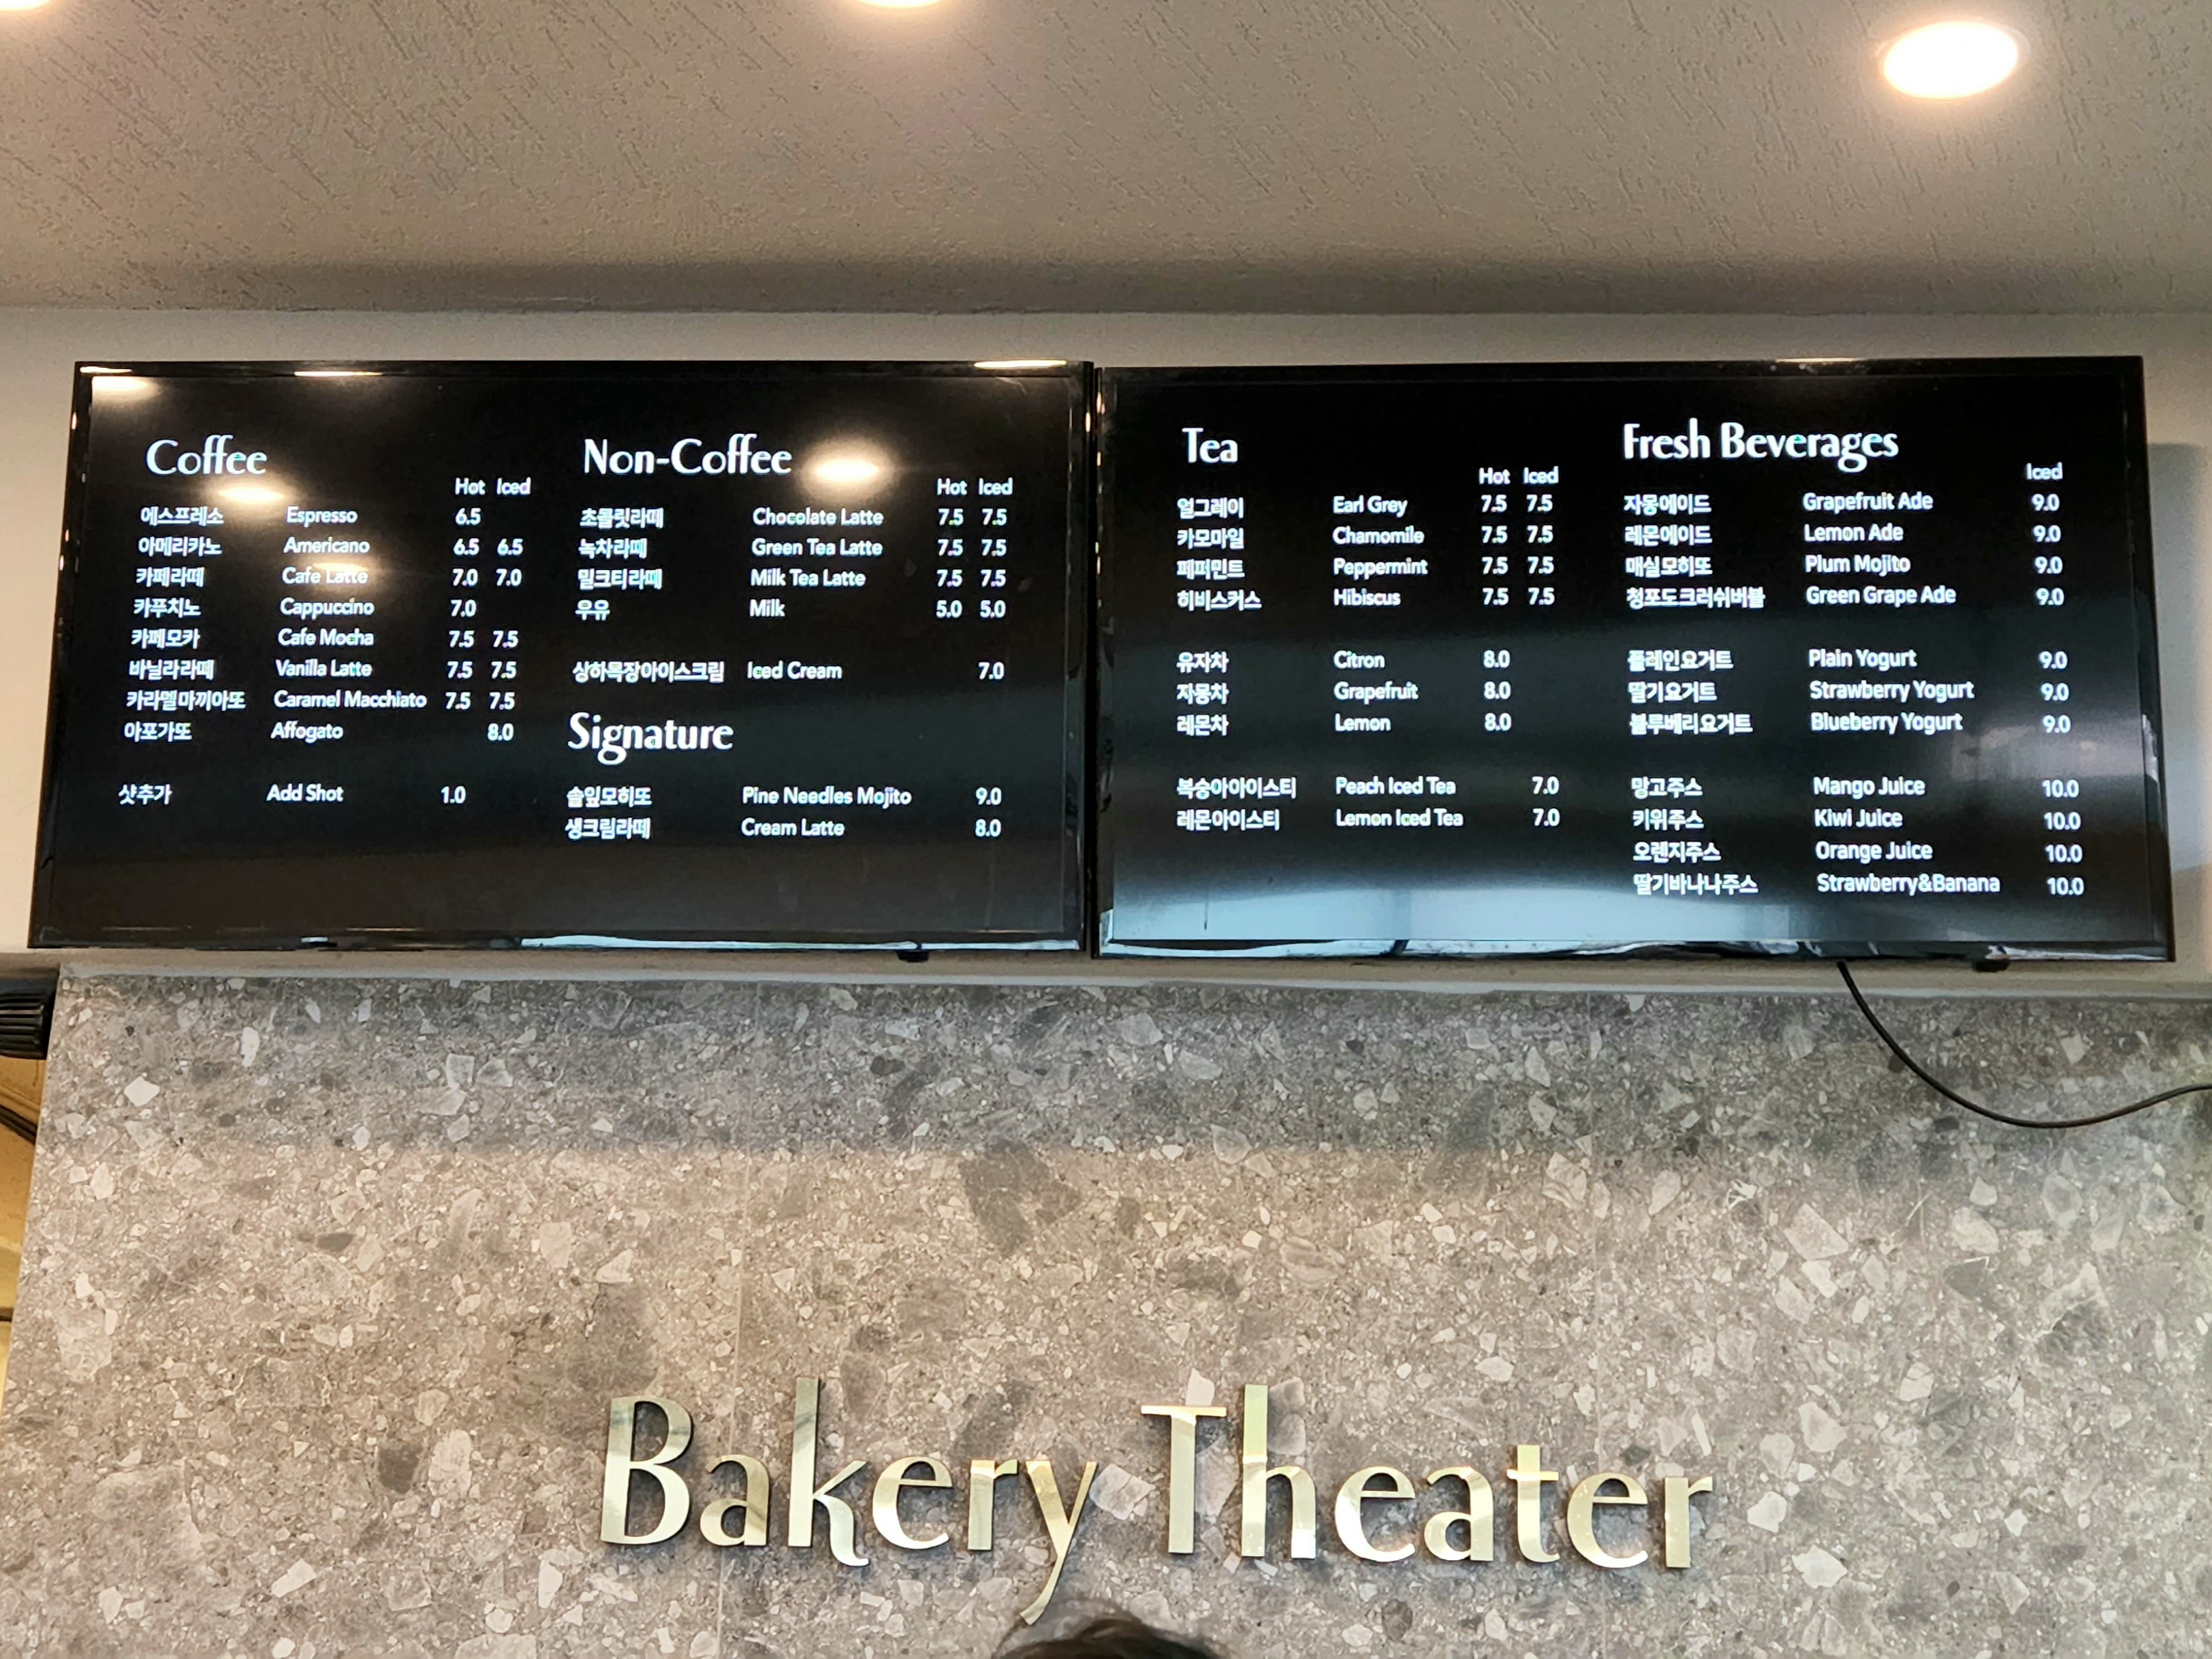 Coffee
Hot Iced
에스프레소 Espresso 6.5
아메리카노 Americano 6.5 6.5
카페라떼 Cafe Latte 7.0 7.0
카푸치노 Cappuccino 7.0
카페모카 Cafe Mocha 7.5 7.5
바닐라라떼 Vanilla Latte 7.5 7.5
카라멜마끼아또 Caramel Macchiato 7.5 7.5
아포가또 Affogato 8.0
샷추가 Add Shot 1.0
Non-Coffee
Hot Iced
초콜릿라떼 Chocolate Latte 7.5 7.5
녹차라떼 Green Tea Latte 7.5 7.5
밀크티라떼 Milk Tea Latte 7.5 7.5
우유 Milk 5.0 5.0
상하목장아이스크림 Iced Cream 7.0
Signature
솔잎모히또 Pine Needles Mojito 9.0
생크림라떼 Cream Latte 8.0
Tea
Hot Iced
얼그레이 Earl Grey 7.5 7.5
카모마일 Chamomile 7.5 7.5
페퍼민트 Peppermint 7.5 7.5
히비스커스 Hibiscus 7.5 7.5
유자차 Citron 8.0
자몽차 Grapefruit 8.0
레몬차 Lemon 8.0
복숭아아이스티 Peach Iced Tea 7.0
레몬아이스티 Lemon Iced Tea 7.0
Fresh Beverages
Iced
자몽에이드 Grapefruit Ade 9.0
레몬에이드 Lemon Ade 9.0
매실모히또 Plum Mojito 9.0
청포도크러쉬버블 Green Grape Ade 9.0
플레인요거트 Plain Yogurt 9.0
딸기요거트 Strawberry Yogurt 9.0
블루베리요거트 Blueberry Yogurt 9.0
망고주스 Mango Juice 10.0
키위주스 Kiwi Juice 10.0
오렌지주스 Orange Juice 10.0
딸기바나나주스 Strawberry&Banana 10.0
Bakery Theater